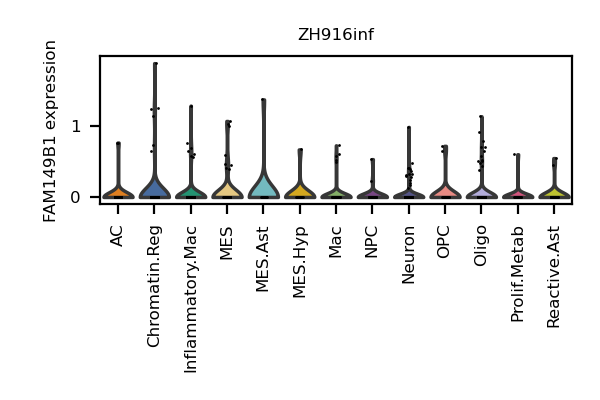 ZH916inf
FAM149B1 expression
1
0
AC
Chromatin.Reg
Inflammatory.Mac
MES
MES.Ast
MES.Hyp
Mac
NPC
Neuron
OPC
Oligo
Prolif.Metab
Reactive.Ast